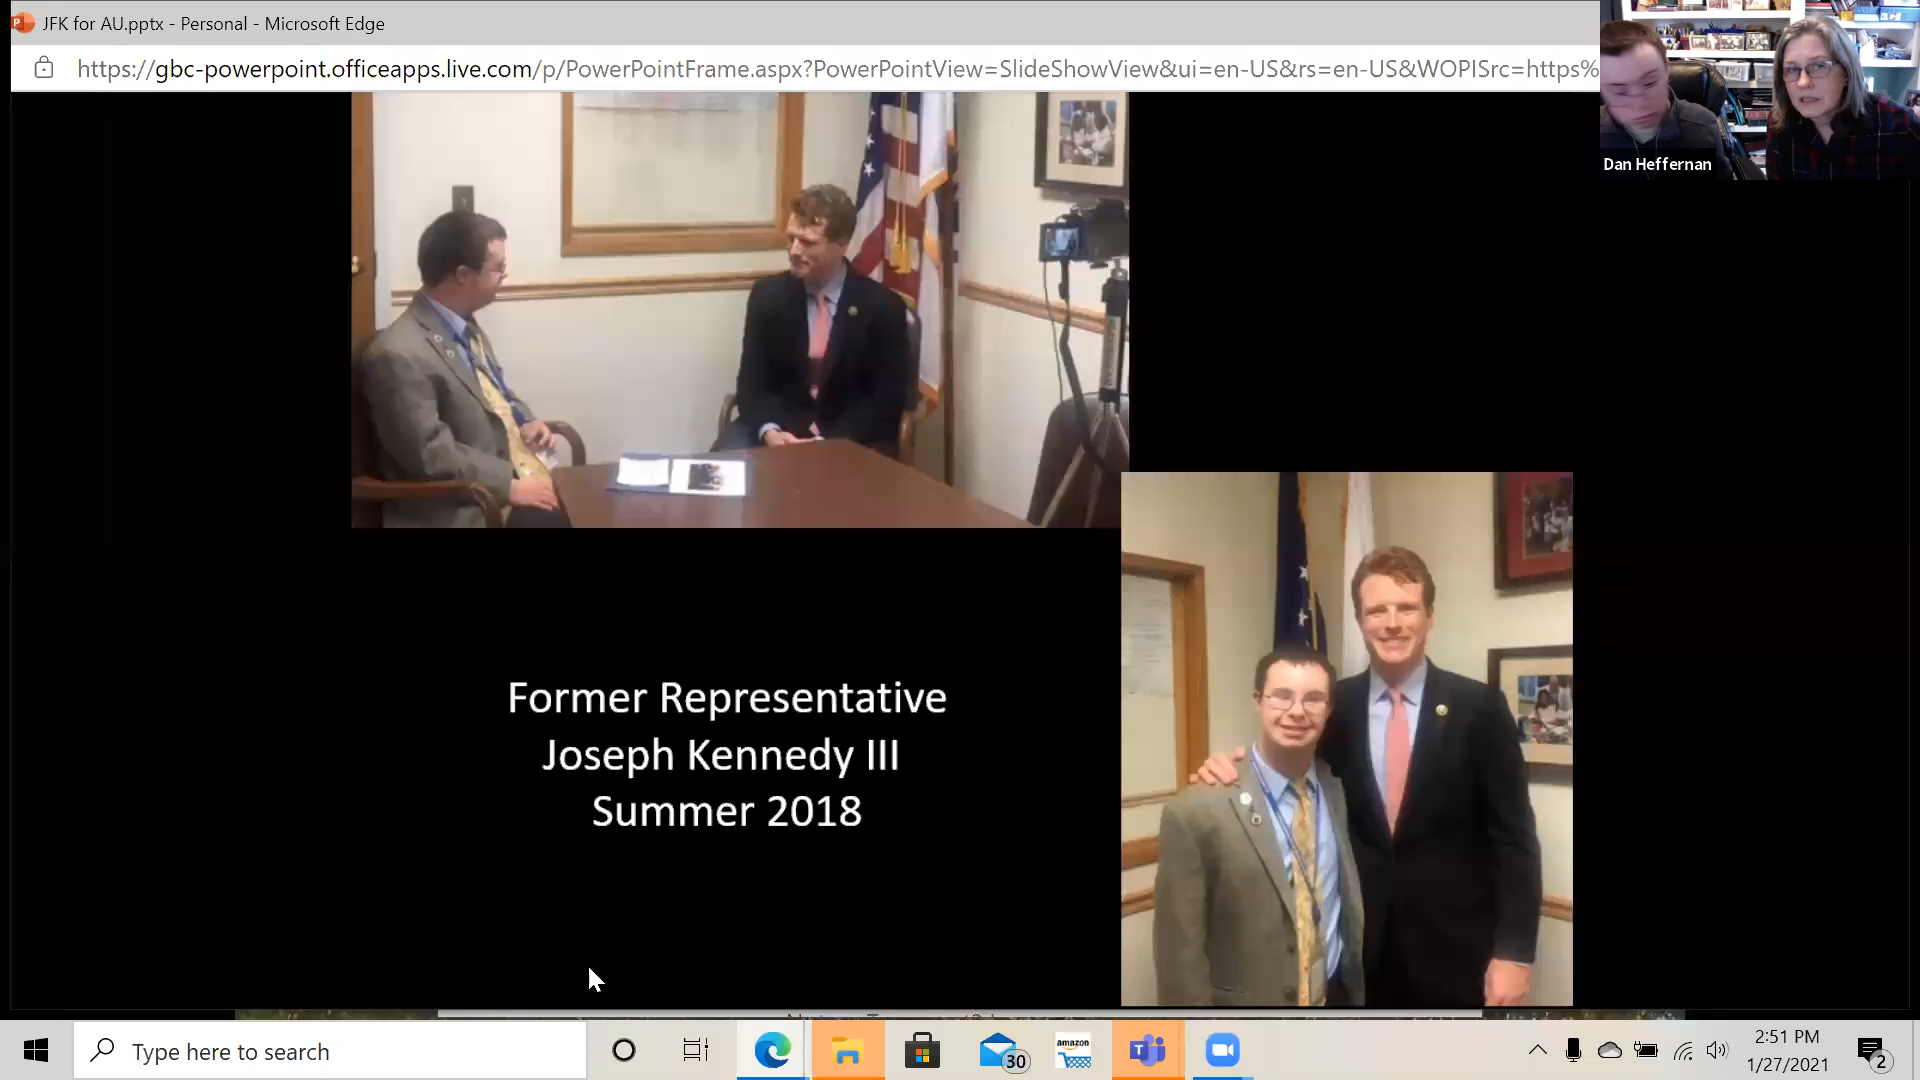 JFK for AU.pptx - Personal - Microsoft Edge
https://gbc-powerpoint.officeapps.live.com/p/PowerPointFrame.aspx?PowerPointView=SlideShowView&ui=en-US&rs=en-US&WOPISrc=https%
Dan Heffernan
Former Representative
Joseph Kennedy III
Summer 2018
Type here to search
30
amazon
2:51 PM
1/27/2021
2